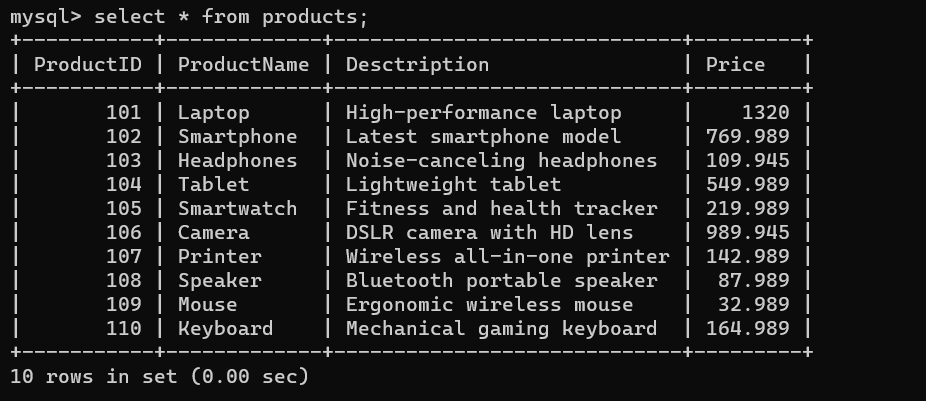 mysql> select * from products;
+-----------+-------------+-----------------------------+---------+
| ProductID | ProductName | Desctription                | Price   |
+-----------+-------------+-----------------------------+---------+
|       101 | Laptop      | High-performance laptop     |    1320 |
|       102 | Smartphone  | Latest smartphone model     | 769.989 |
|       103 | Headphones  | Noise-canceling headphones  | 109.945 |
|       104 | Tablet      | Lightweight tablet          | 549.989 |
|       105 | Smartwatch  | Fitness and health tracker  | 219.989 |
|       106 | Camera      | DSLR camera with HD lens    | 989.945 |
|       107 | Printer     | Wireless all-in-one printer | 142.989 |
|       108 | Speaker     | Bluetooth portable speaker  |  87.989 |
|       109 | Mouse       | Ergonomic wireless mouse    |  32.989 |
|       110 | Keyboard    | Mechanical gaming keyboard  | 164.989 |
+-----------+-------------+-----------------------------+---------+
10 rows in set (0.00 sec)